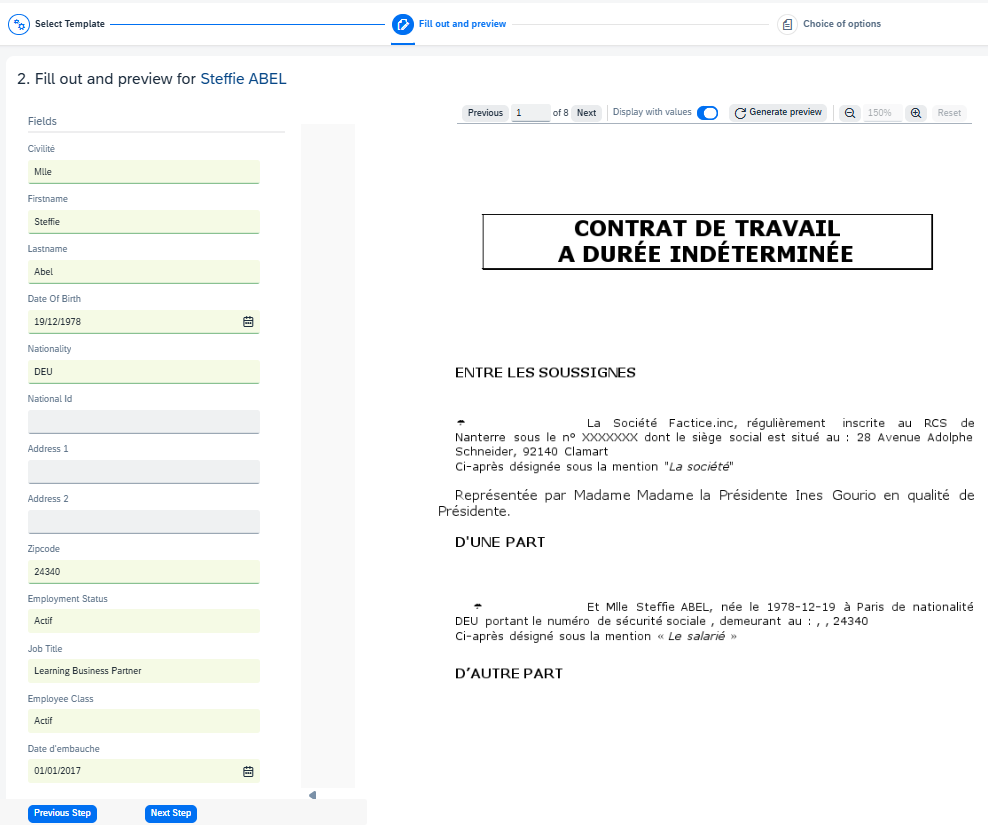 Select Template
Fill out and preview
Choice of options
2. Fill out and preview for Steffie ABEL
Fields
Civilité
Mlle
Firstname
Steffie
Lastname
Abel
Date Of Birth
19/12/1978
Nationality
DEU
National Id
Address 1
Address 2
Zipcode
24340
Employment Status
Actif
Job Title
Learning Business Partner
Employee Class
Actif
Date d'embauche
01/01/2017
Previous Step
Next Step
Previous 1 of 8 Next Display with values Generate preview 150% Reset
CONTRAT DE TRAVAIL
A DURÉE INDÉTERMINÉE
ENTRE LES SOUSSIGNES
La Société Factice.inc, régulièrement inscrite au RCS de
Nanterre sous le nº XXXXXXX dont le siège social est situé au : 28 Avenue Adolphe
Schneider, 92140 Clamart
Ci-après désignée sous la mention "La société"
Représentée par Madame Madame la Présidente Ines Gourio en qualité de
Présidente.
D'UNE PART
Et Mlle Steffie ABEL, née le 1978-12-19 à Paris de nationalité
DEU portant le numéro de sécurité sociale , demeurant au : , , 24340
Ci-après désigné sous la mention « Le salarié »
D’AUTRE PART